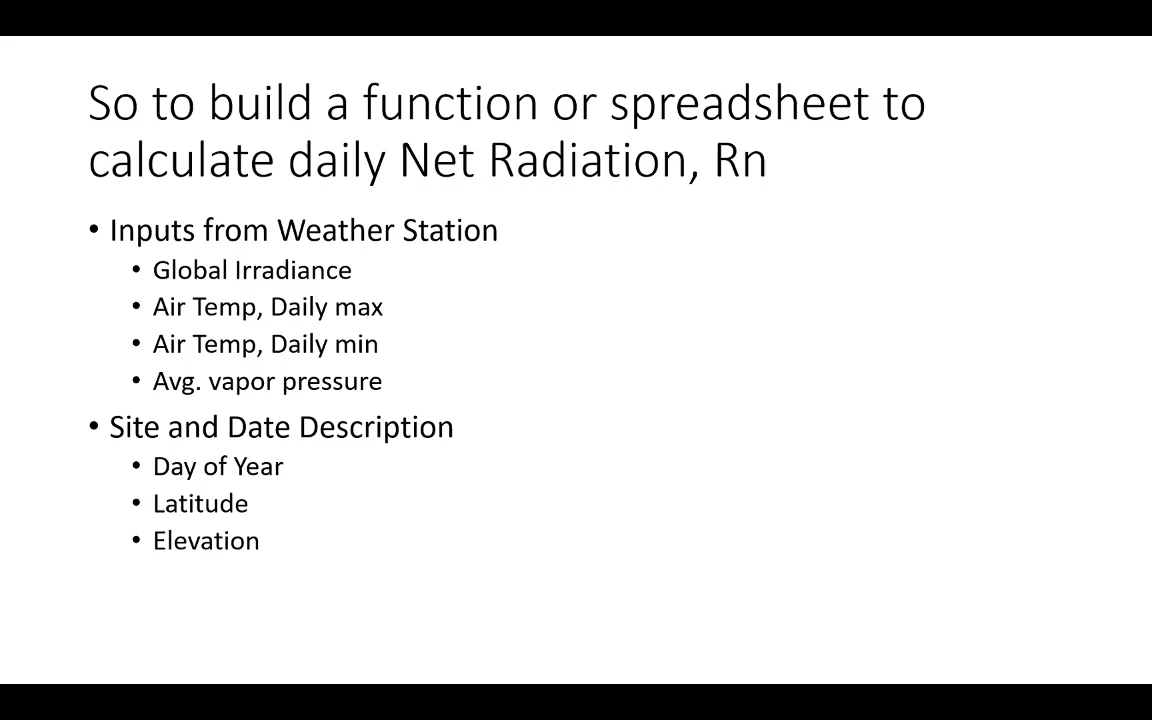 So to build a function or spreadsheet to
calculate daily Net Radiation, Rn
• Inputs from Weather Station
• Global Irradiance
• Air Temp, Daily max
• Air Temp, Daily min
• Avg. vapor pressure
• Site and Date Description
• Day of Year
• Latitude
• Elevation